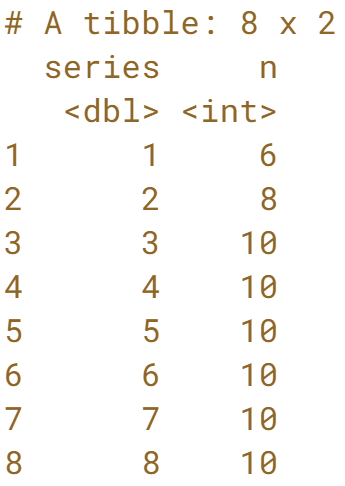 # A tibble: 8 x 2
  series     n
   <dbl> <int>
1      1     6
2      2     8
3      3    10
4      4    10
5      5    10
6      6    10
7      7    10
8      8    10